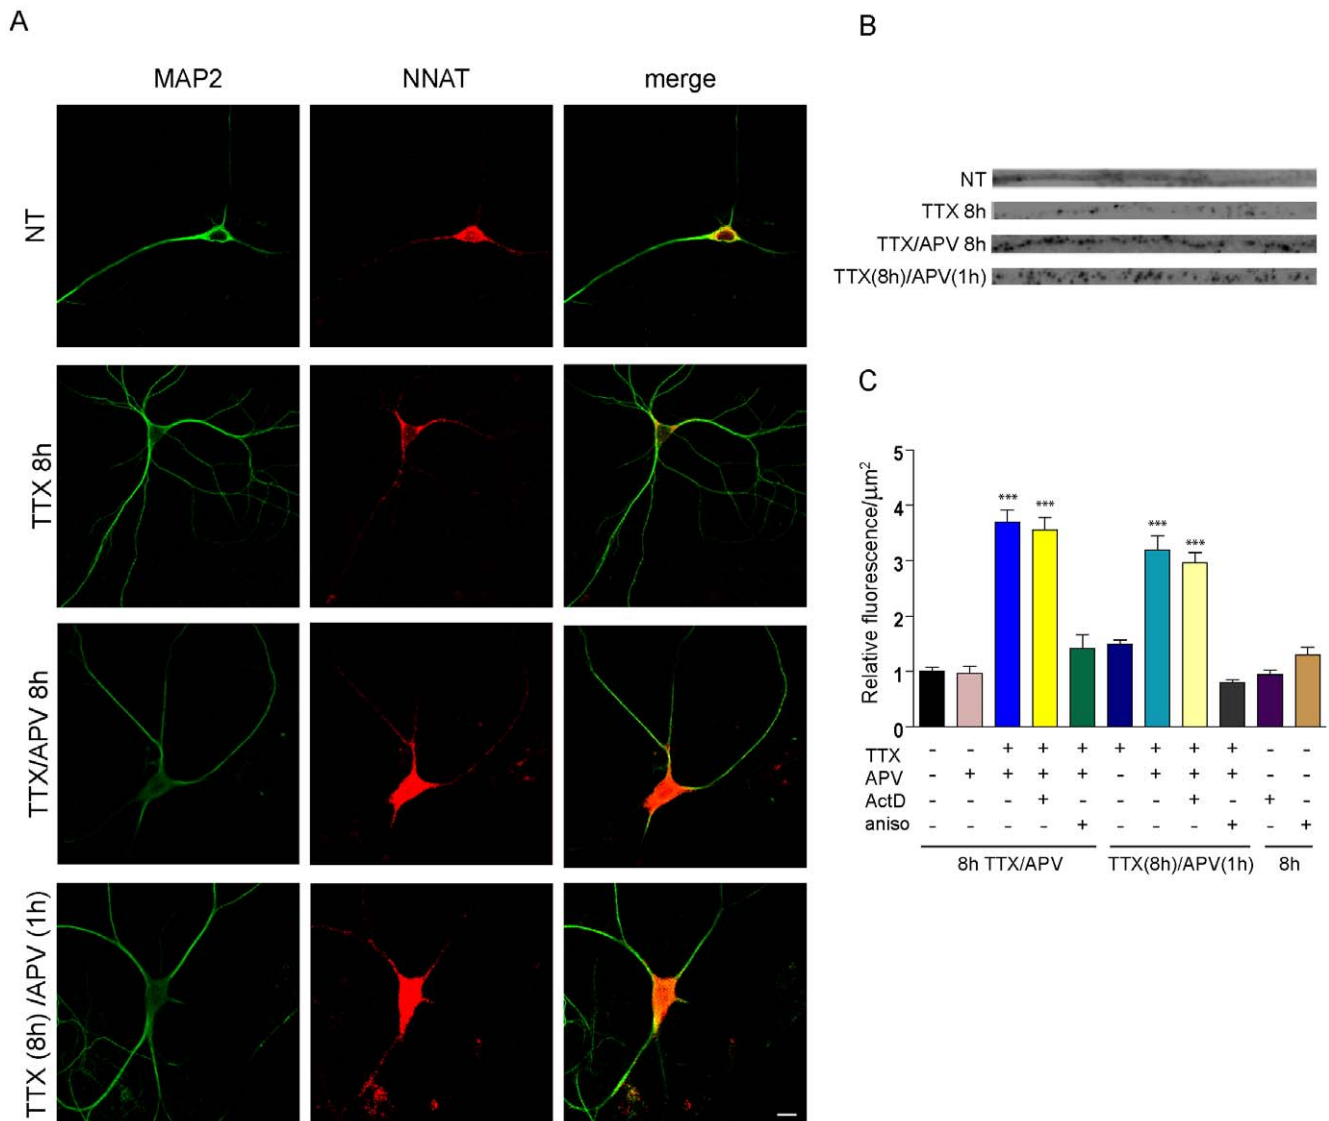 A
MAP2 NNAT merge
NT
TTX 8h
TTX/APV 8h
TTX (8h) /APV (1h)
B
NT
TTX 8h
TTX/APV 8h
TTX(8h)/APV(1h)
C
Relative fluorescence/μm²
5
4
3
2
1
0
*** *** *** ***
TTX - - + + + + + + + - -
APV - + + + + - + + + - -
ActD - - - + - - - + - + -
aniso - - - - + - - - + - +
8h TTX/APV TTX(8h)/APV(1h) 8h